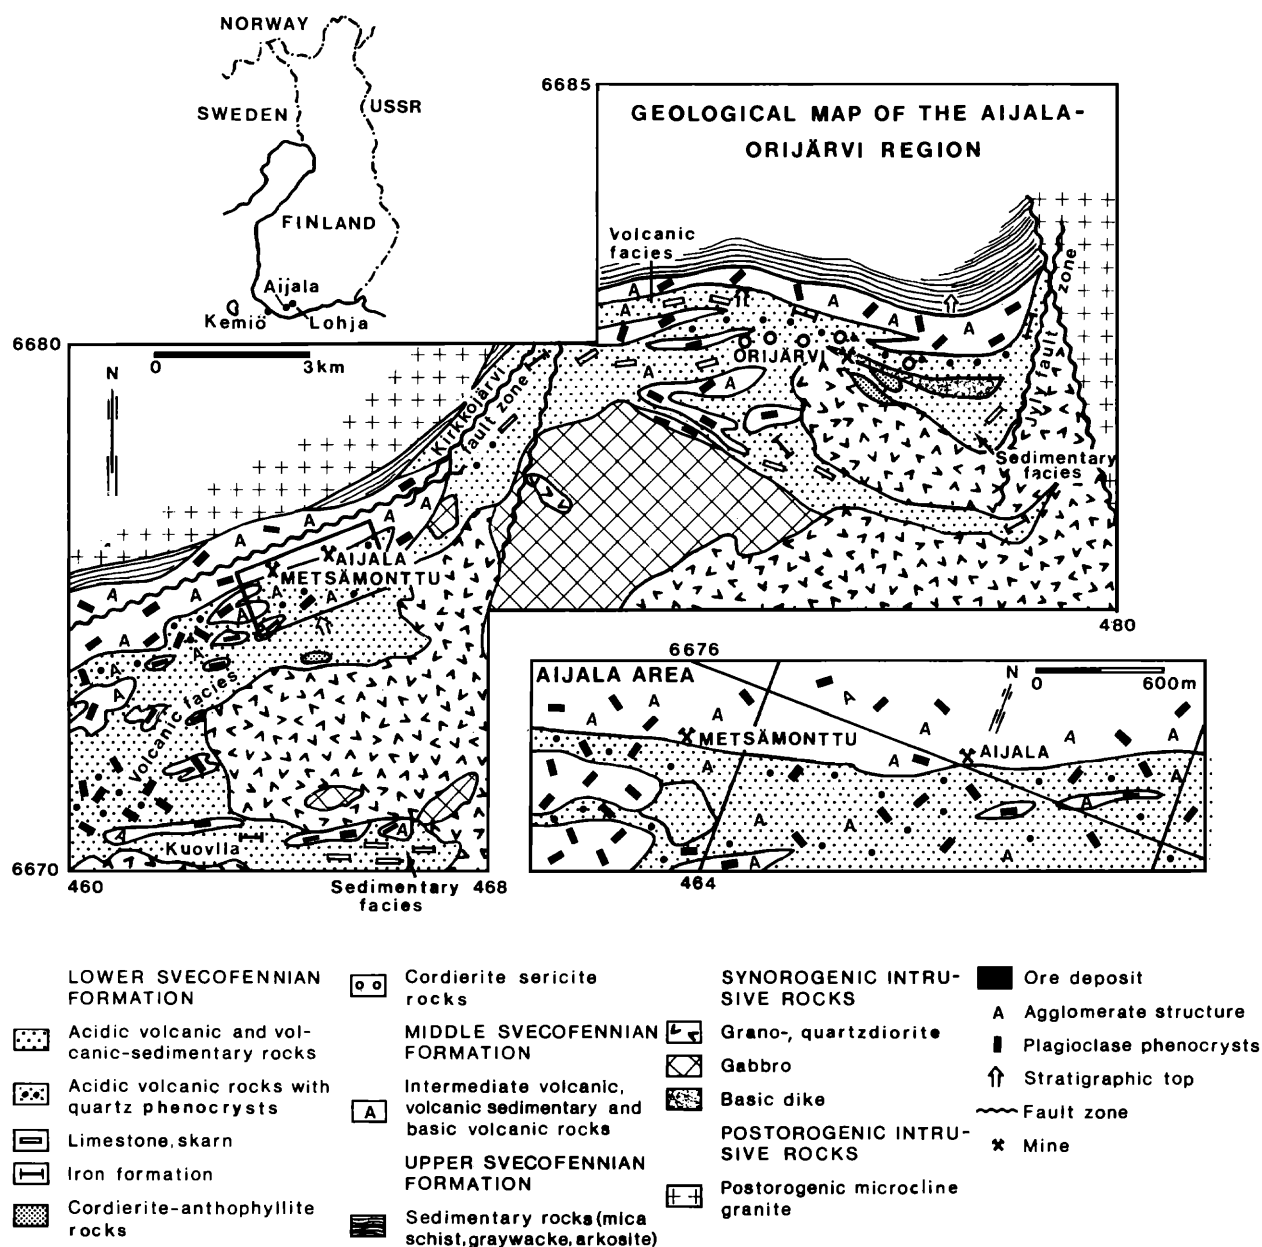 NORWAY
SWEDEN
USSR
FINLAND
Aijala
Kemiö
Lohja
6685
GEOLOGICAL MAP OF THE AIJALA-
ORIJÄRVI REGION
Volcanic
facies
zone
fault
Jyly
ORIJÄRVI
Sedimentary
facies
480
6680
0 3km
N
Kirkkojärvi
fault zone
AIJALA
METSÄMONTTU
Volcanic facies
Kuovila
6670
460
468
Sedimentary
facies
6676
AIJALA AREA
N
0 600m
METSÄMONTTU
AIJALA
464
LOWER SVECOFENNIAN
FORMATION
Acidic volcanic and vol-
canic-sedimentary rocks
Acidic volcanic rocks with
quartz phenocrysts
Limestone, skarn
Iron formation
Cordierite-anthophyllite
rocks
Cordierite sericite
rocks
MIDDLE SVECOFENNIAN
FORMATION
A
Intermediate volcanic,
volcanic sedimentary and
basic volcanic rocks
UPPER SVECOFENNIAN
FORMATION
Sedimentary rocks (mica
schist, graywacke, arkosite)
SYNOROGENIC INTRU-
SIVE ROCKS
Grano-, quartzdiorite
Gabbro
Basic dike
POSTOROGENIC INTRU-
SIVE ROCKS
Postorogenic microcline
granite
Ore deposit
A Agglomerate structure
Plagioclase phenocrysts
Stratigraphic top
Fault zone
Mine